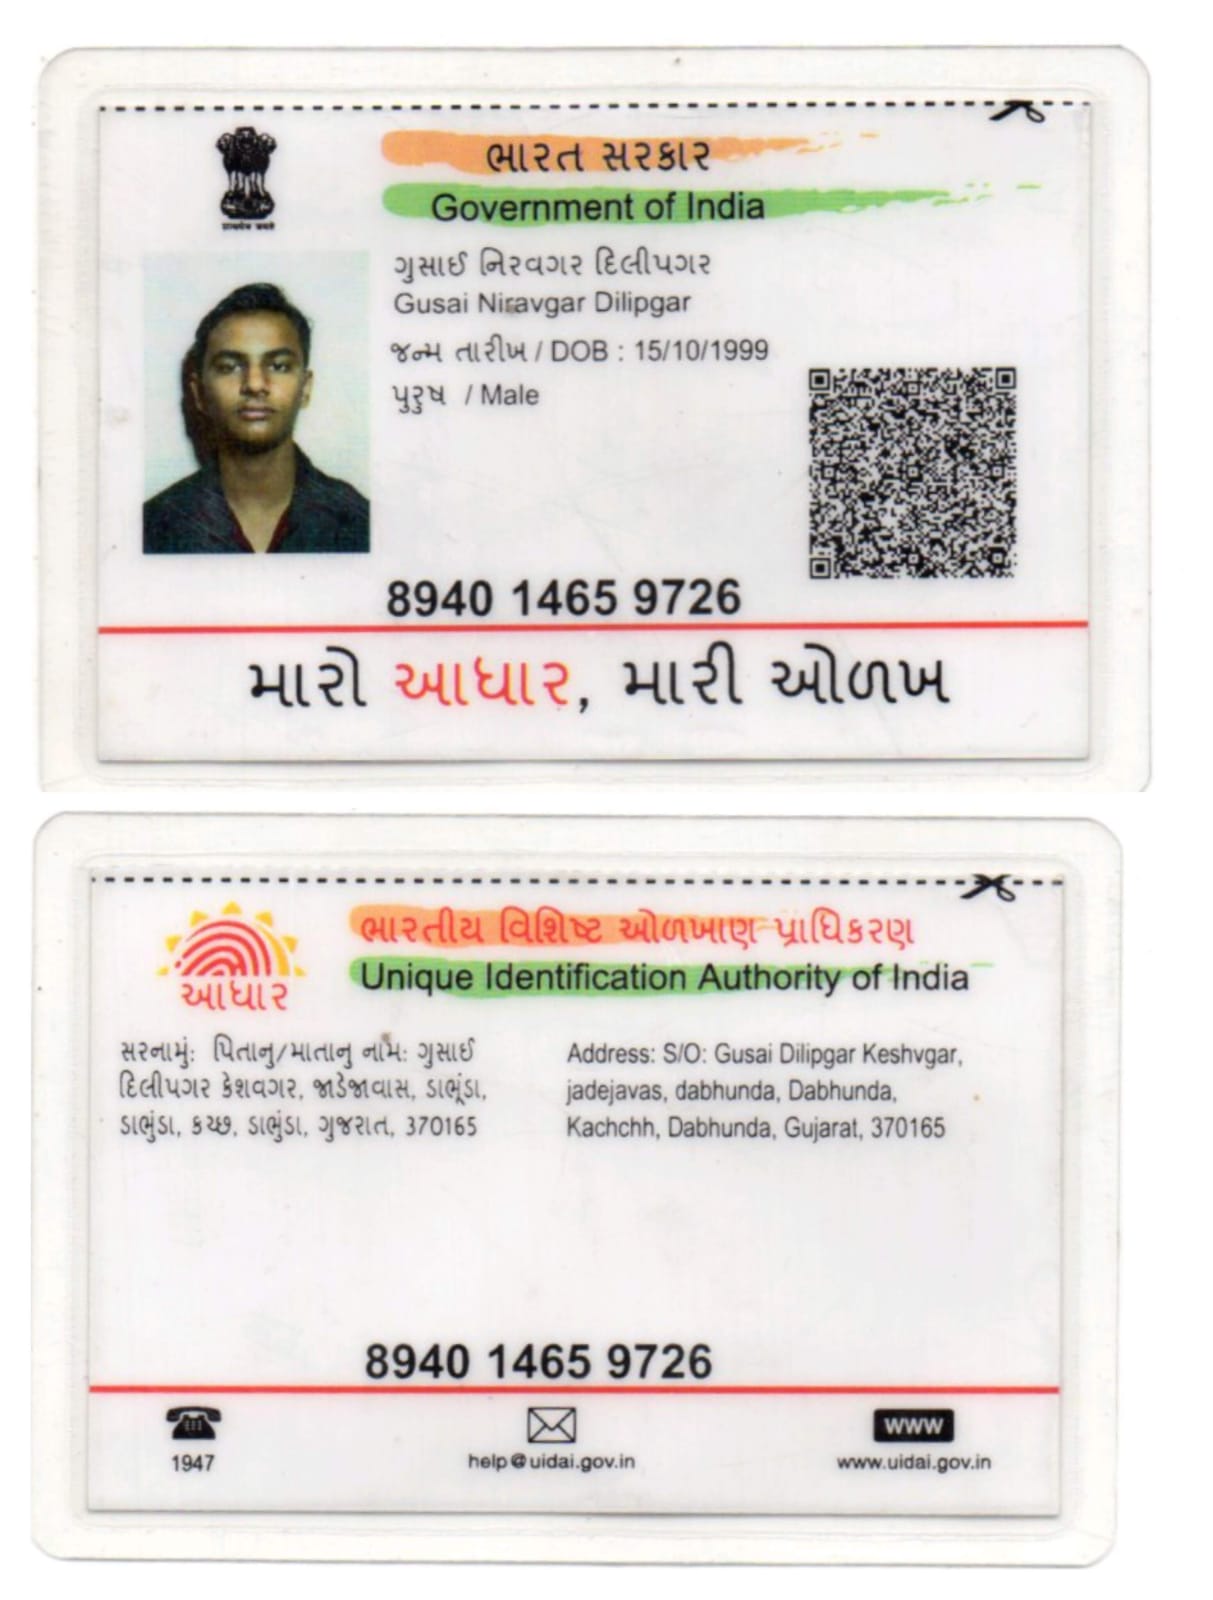 ભારત સરકાર
Government of India
ગુસાઈ નિરવગર દિલીપગર
Gusai Niravgar Dilipgar
જન્મ તારીખ / DOB : 15/10/1999
પુરુષ / Male
8940 1465 9726
મારો આધાર, મારી ઓળખ
ભારતીય વિશિષ્ટ ઓળખાણ પ્રાધિકરણ
Unique Identification Authority of India
આધાર
સરનામું: પિતાનુ/માતાનુ નામ: ગુસાઈ
દિલીપગર કેશવગર, જાડેજાવાસ, ડાભૂંડા,
ડાભુંડા, કચ્છ, ડાભુંડા, ગુજરાત, 370165
Address: S/O: Gusai Dilipgar Keshvgar,
jadejavas, dabhunda, Dabhunda,
Kachchh, Dabhunda, Gujarat, 370165
8940 1465 9726
1947
help@uidai.gov.in
www
www.uidai.gov.in